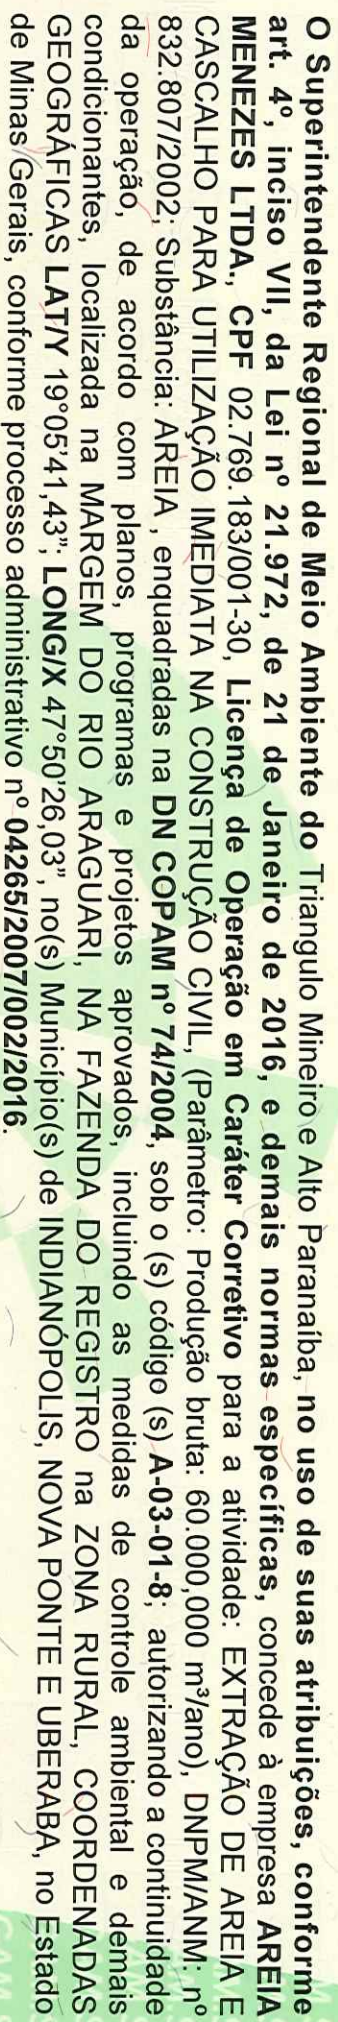 O Superintendente Regional de Meio Ambiente do Triangulo Mineiro e Alto Paranaíba, no uso de suas atribuições, conforme
art. 4º, inciso VII, da Lei nº 21.972, de 21 de Janeiro de 2016, e demais normas específicas, concede à empresa AREIA
MENEZES LTDA., CPF 02.769.183/001-30, Licença de Operação em Caráter Corretivo para a atividade: EXTRAÇÃO DE AREIA E
CASCALHO PARA UTILIZAÇÃO IMEDIATA NA CONSTRUÇÃO CIVIL, (Parâmetro: Produção bruta: 60.000,000 m³/ano), DNPM/ANM: nº
832.807/2002; Substância: AREIA , enquadradas na DN COPAM nº 74/2004, sob o (s) código (s) A-03-01-8; autorizando a continuidade
da operação, de acordo com planos, programas e projetos aprovados, incluindo as medidas de controle ambiental e demais
condicionantes, localizada na MARGEM DO RIO ARAGUARI, NA FAZENDA DO REGISTRO na ZONA RURAL, COORDENADAS
GEOGRÁFICAS LAT/Y 19°05'41,43”; LONG/X 47°50'26,03”, no(s) Município(s) de INDIANÓPOLIS, NOVA PONTE E UBERABA, no Estado
de Minas Gerais, conforme processo administrativo nº 04265/2007/002/2016.